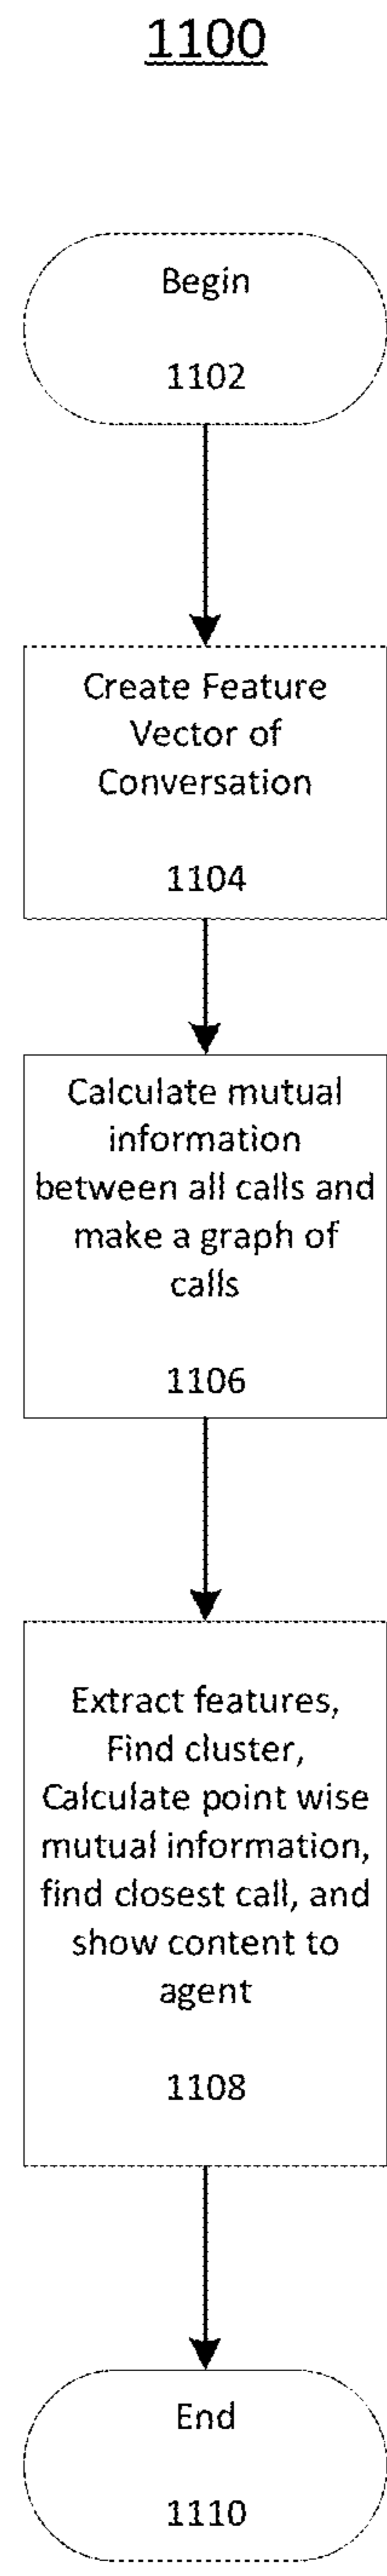 1100
Begin
1102
Create Feature
Vector of
Conversation
1104
Calculate mutual
information
between all calls and
make a graph of
calls
1106
Extract features,
Find cluster,
Calculate point wise
mutual information,
find closest call, and
show content to
agent
1108
End
1110